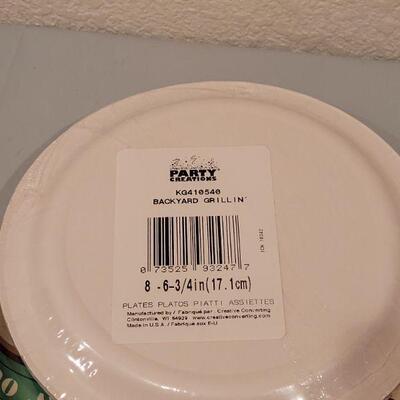 PARTY
CREATIONS
KG410540
BACKYARD GRILLIN'
0 73525 93247 7
8 -6-3/4in(17.1cm)
PLATES PLATOS PIATTI ASSIETTES
Manufactured by / Fabriqué par : Creative Converting
Clintonville, WI 54929 www.creativeconverting.com
Made in U.S.A. / Fabriqué aux É-U